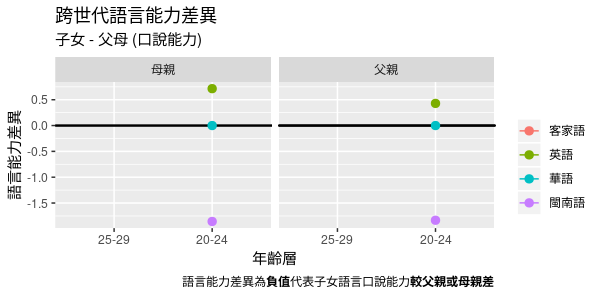 跨世代語言能力差異
子女 - 父母 (口說能力)
母親
父親
語言能力差異
0.5
0.0
-0.5
-1.0
-1.5
25-29
20-24
25-29
20-24
年齡層
客家語
英語
華語
閩南語
語言能力差異為負值代表子女語言口說能力較父親或母親差